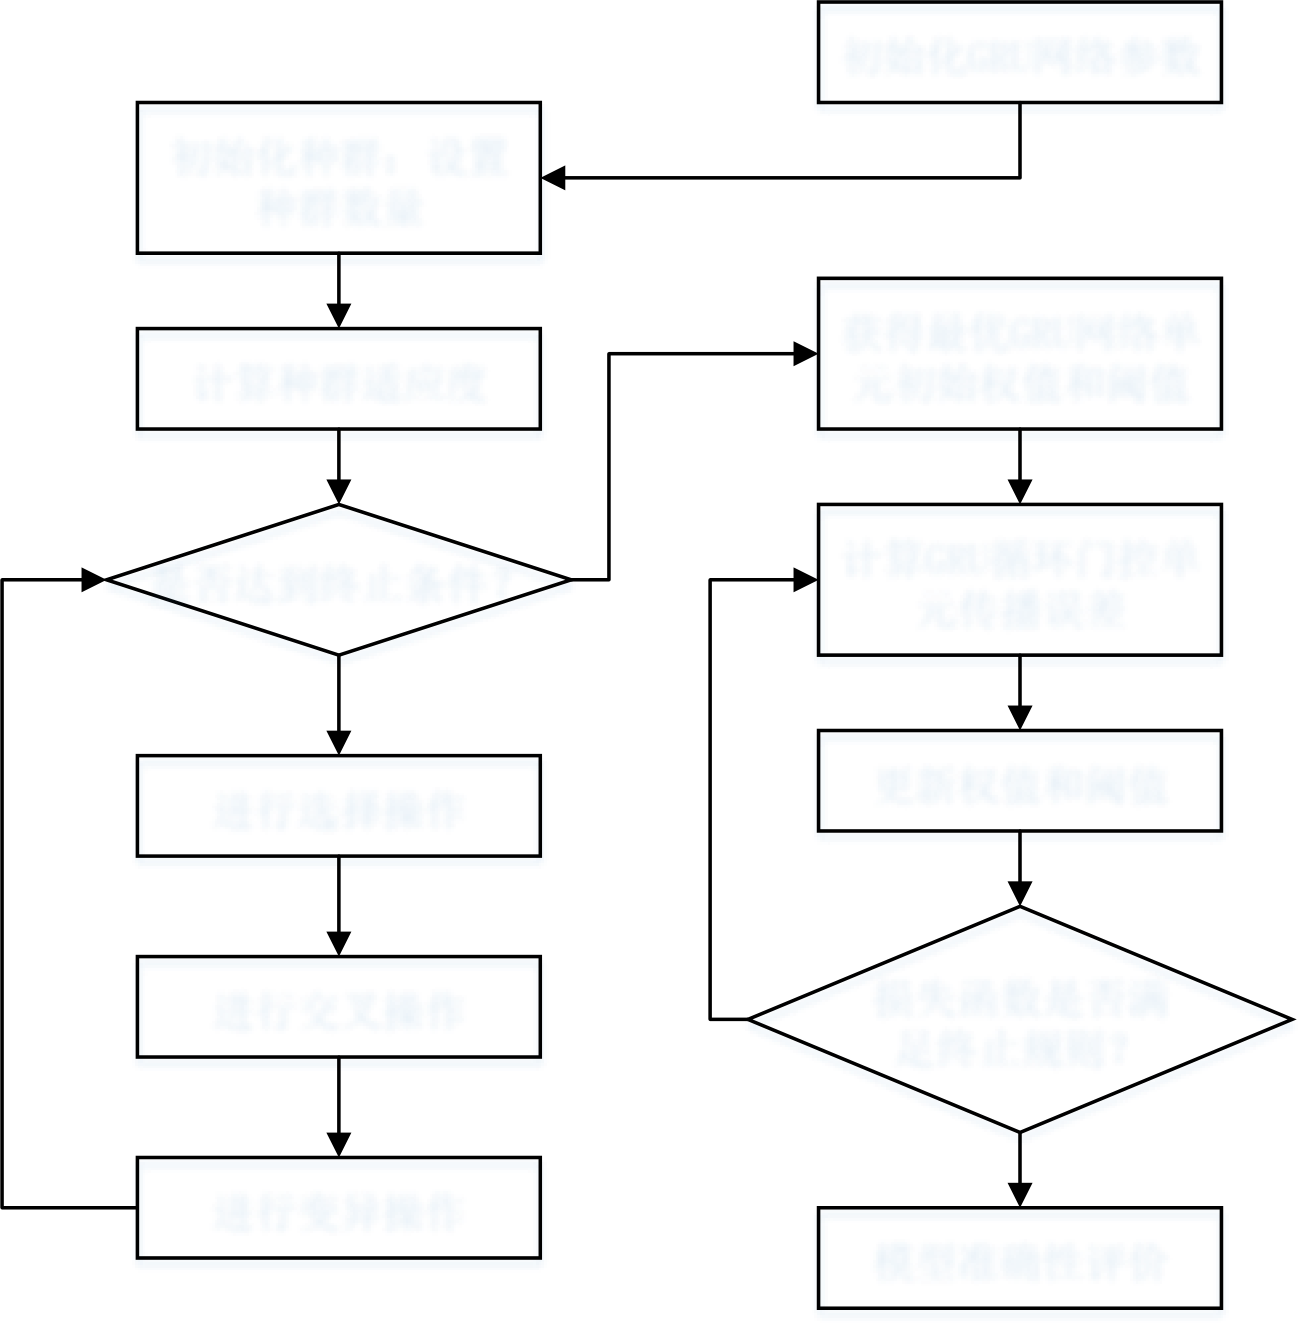 初始化GRU网络参数
初始化种群，设置
种群数量
计算种群适应度
是否达到终止条件？
进行选择操作
进行交叉操作
进行变异操作
获得最优GRU网络单
元初始权值和阈值
计算GRU循环门控单
元传播误差
更新权值和阈值
损失函数是否满
足终止规则？
模型准确性评价